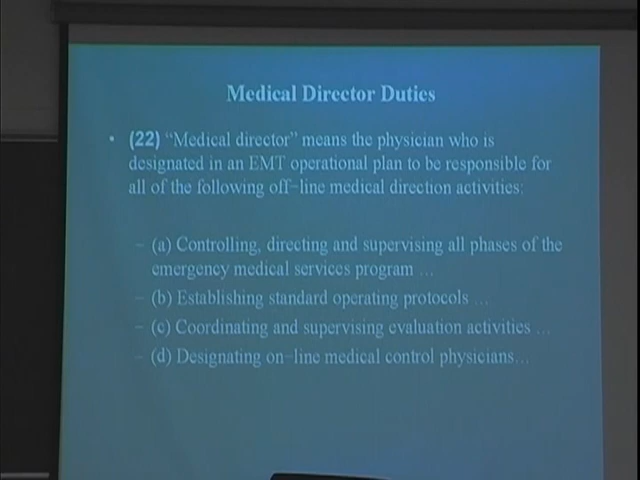 Medical Director Duties
• (22) “Medical director” means the physician who is
designated in an EMT operational plan to be responsible for
all of the following off-line medical direction activities:
– (a) Controlling, directing and supervising all phases of the
emergency medical services program ...
– (b) Establishing standard operating protocols ...
– (c) Coordinating and supervising evaluation activities ...
– (d) Designating on-line medical control physicians...